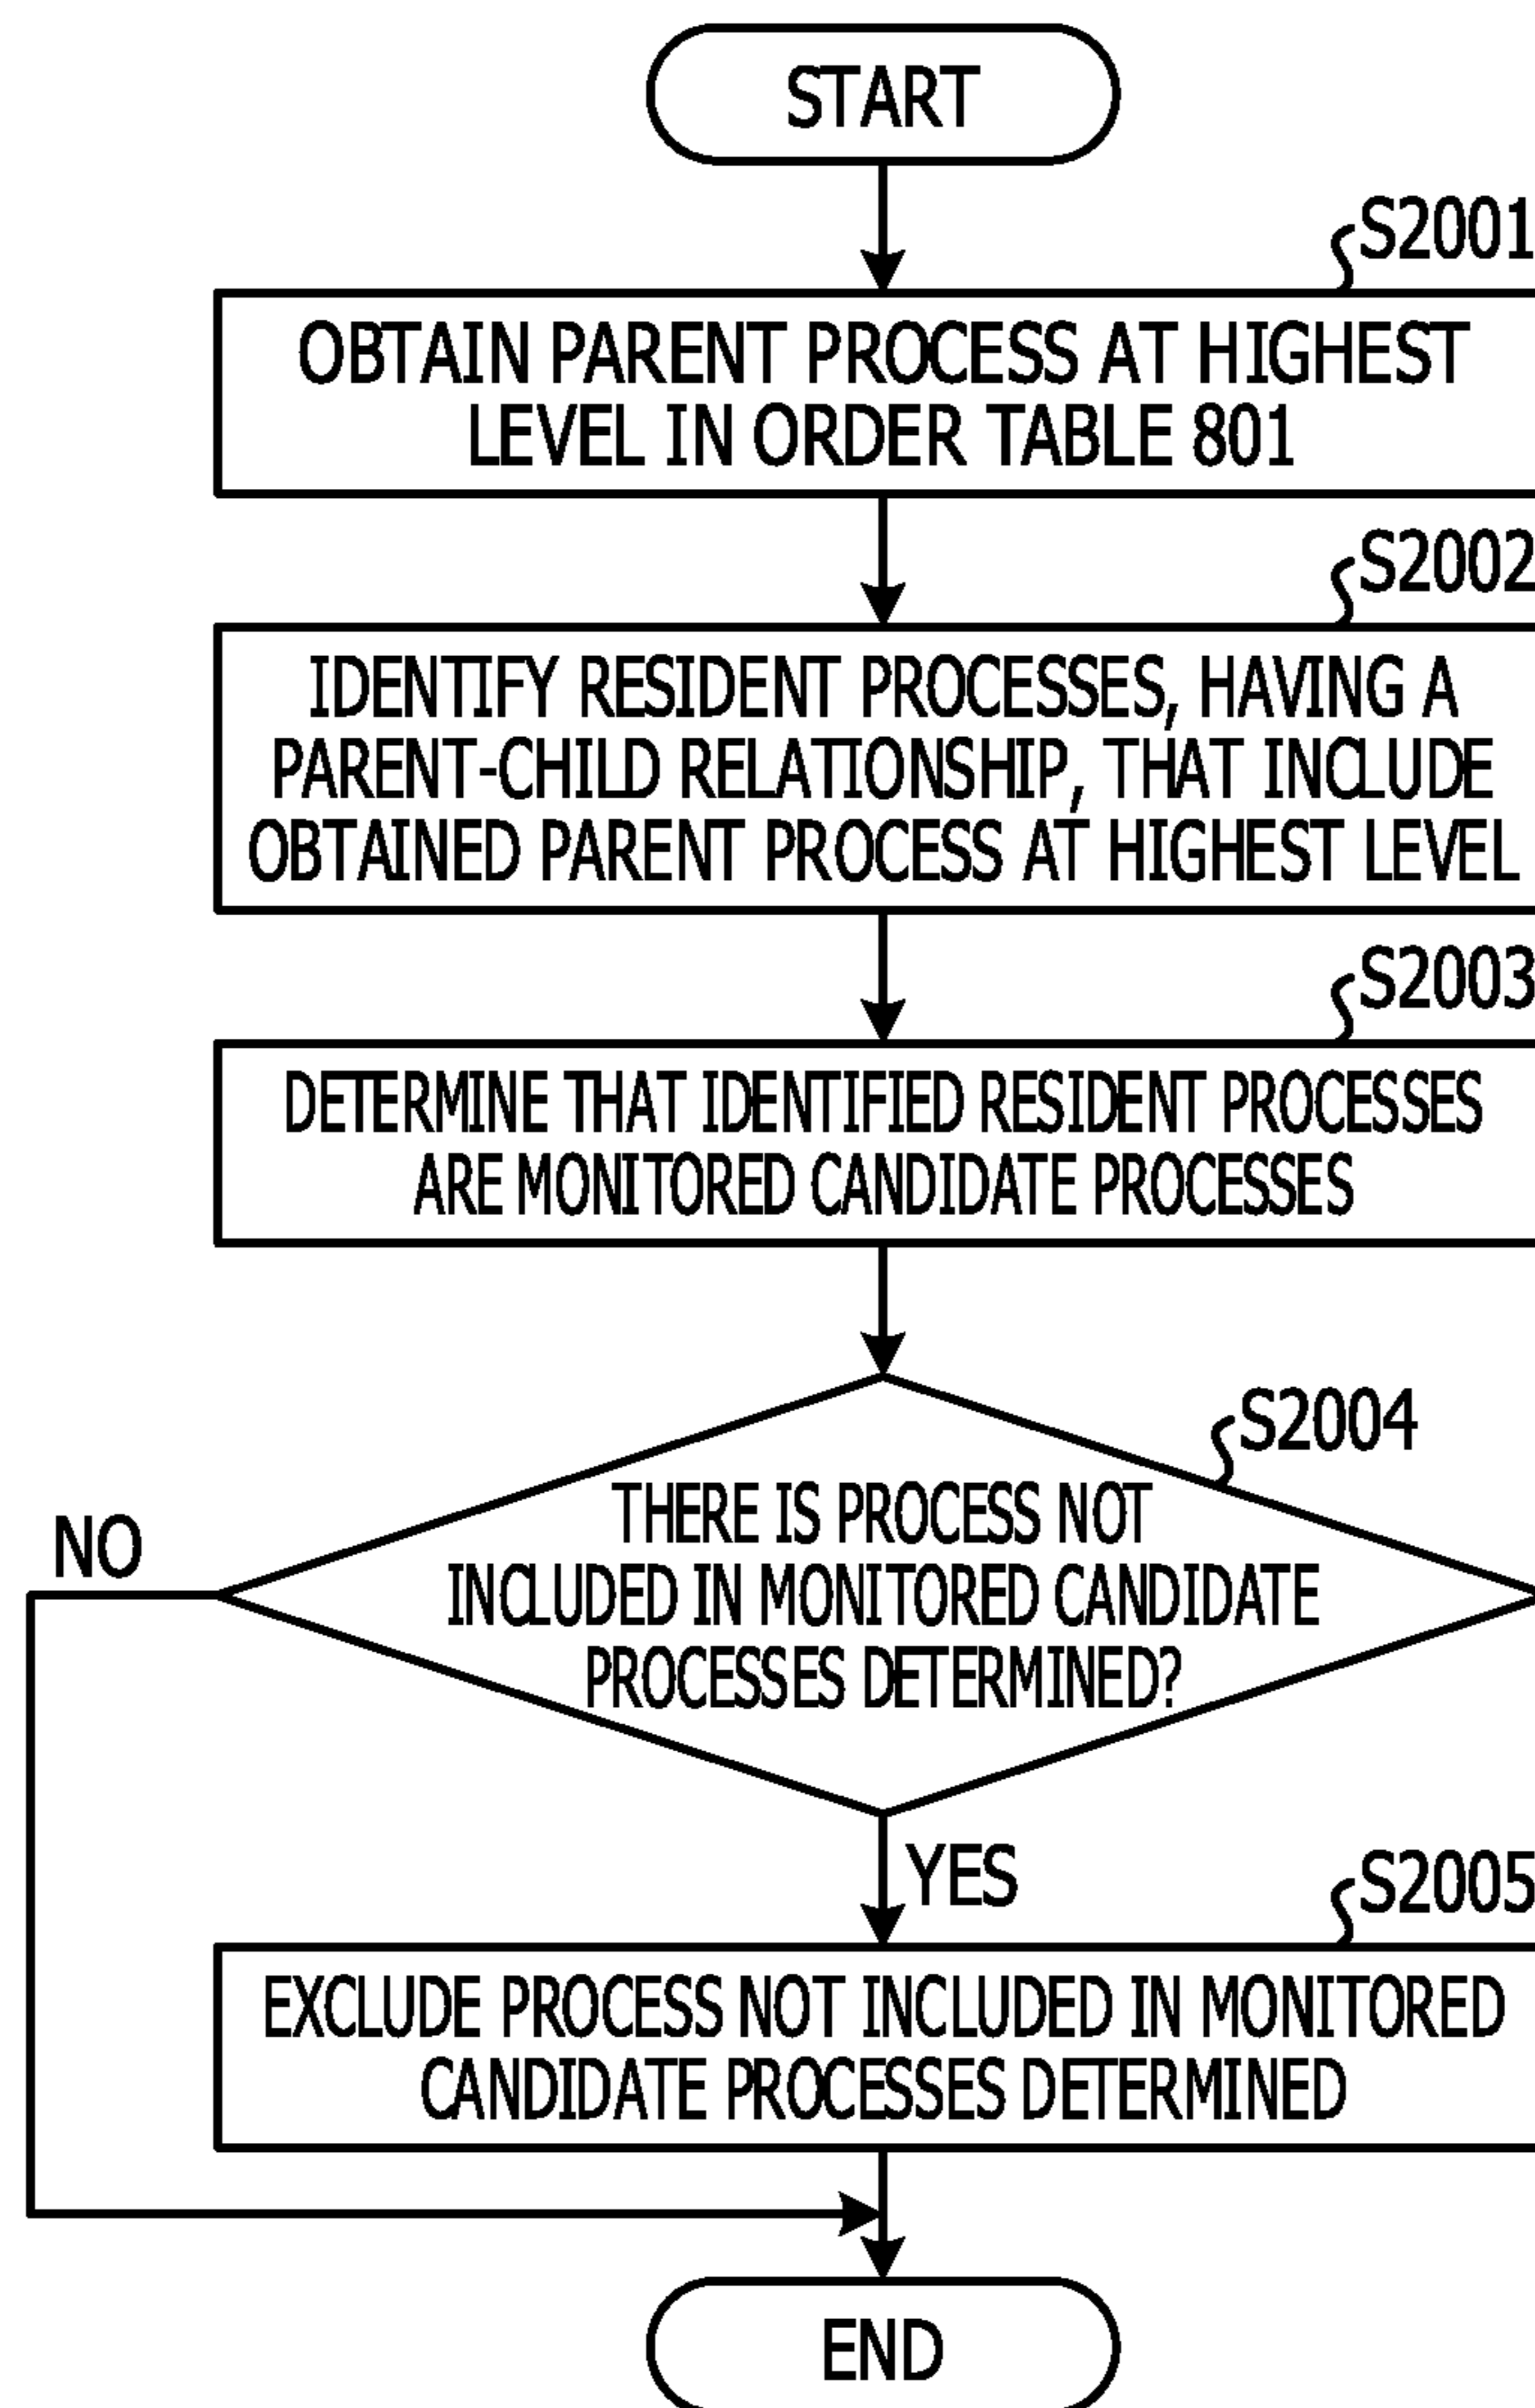 START
S2001
OBTAIN PARENT PROCESS AT HIGHEST
LEVEL IN ORDER TABLE 801
S2002
IDENTIFY RESIDENT PROCESSES, HAVING A
PARENT-CHILD RELATIONSHIP, THAT INCLUDE
OBTAINED PARENT PROCESS AT HIGHEST LEVEL
S2003
DETERMINE THAT IDENTIFIED RESIDENT PROCESSES
ARE MONITORED CANDIDATE PROCESSES
S2004
THERE IS PROCESS NOT
INCLUDED IN MONITORED CANDIDATE
PROCESSES DETERMINED?
NO
YES
S2005
EXCLUDE PROCESS NOT INCLUDED IN MONITORED
CANDIDATE PROCESSES DETERMINED
END